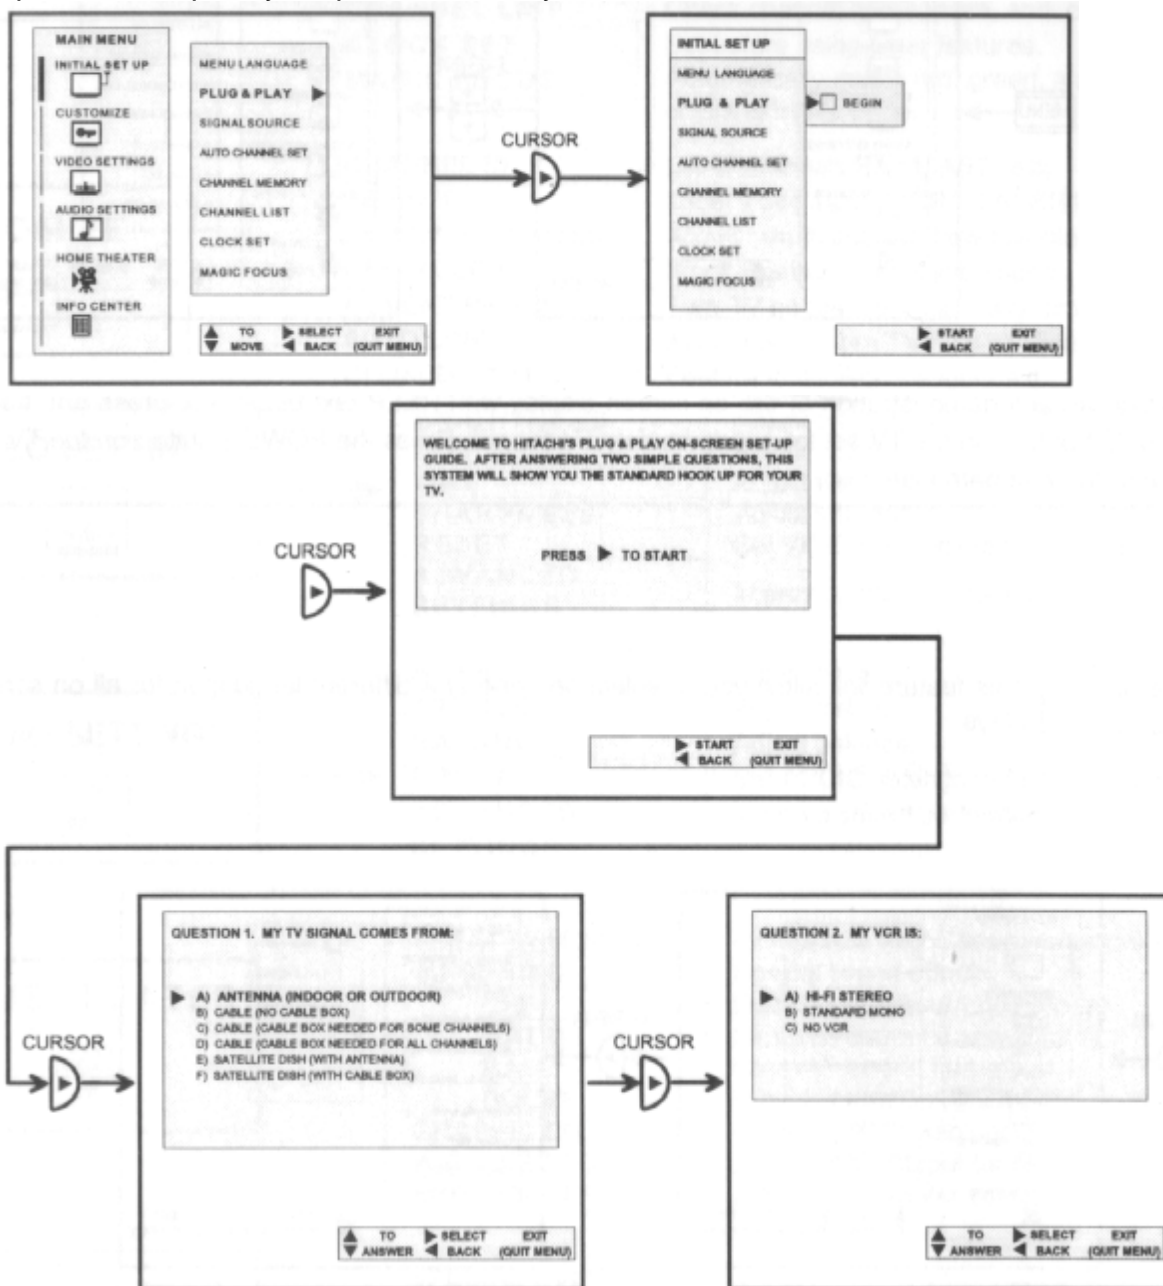 MAIN MENU
INITIAL SET UP
CUSTOMIZE
VIDEO SETTINGS
AUDIO SETTINGS
HOME THEATER
INFO CENTER
MENU LANGUAGE
PLUG & PLAY
SIGNAL SOURCE
AUTO CHANNEL SET
CHANNEL MEMORY
CHANNEL LIST
CLOCK SET
MAGIC FOCUS
TO SELECT EXIT
MOVE BACK (QUIT MENU)
CURSOR
INITIAL SET UP
MENU LANGUAGE
PLUG & PLAY BEGIN
SIGNAL SOURCE
AUTO CHANNEL SET
CHANNEL MEMORY
CHANNEL LIST
CLOCK SET
MAGIC FOCUS
START EXIT
BACK (QUIT MENU)
CURSOR
WELCOME TO HITACHI'S PLUG & PLAY ON-SCREEN SET-UP
GUIDE. AFTER ANSWERING TWO SIMPLE QUESTIONS, THIS
SYSTEM WILL SHOW YOU THE STANDARD HOOK UP FOR YOUR
TV.
PRESS ▶ TO START
START EXIT
BACK (QUIT MENU)
CURSOR
QUESTION 1. MY TV SIGNAL COMES FROM:
A) ANTENNA (INDOOR OR OUTDOOR)
B) CABLE (NO CABLE BOX)
C) CABLE (CABLE BOX NEEDED FOR SOME CHANNELS)
D) CABLE (CABLE BOX NEEDED FOR ALL CHANNELS)
E) SATELLITE DISH (WITH ANTENNA)
F) SATELLITE DISH (WITH CABLE BOX)
TO SELECT EXIT
ANSWER BACK (QUIT MENU)
CURSOR
QUESTION 2. MY VCR IS:
A) HI-FI STEREO
B) STANDARD MONO
C) NO VCR
TO SELECT EXIT
ANSWER BACK (QUIT MENU)